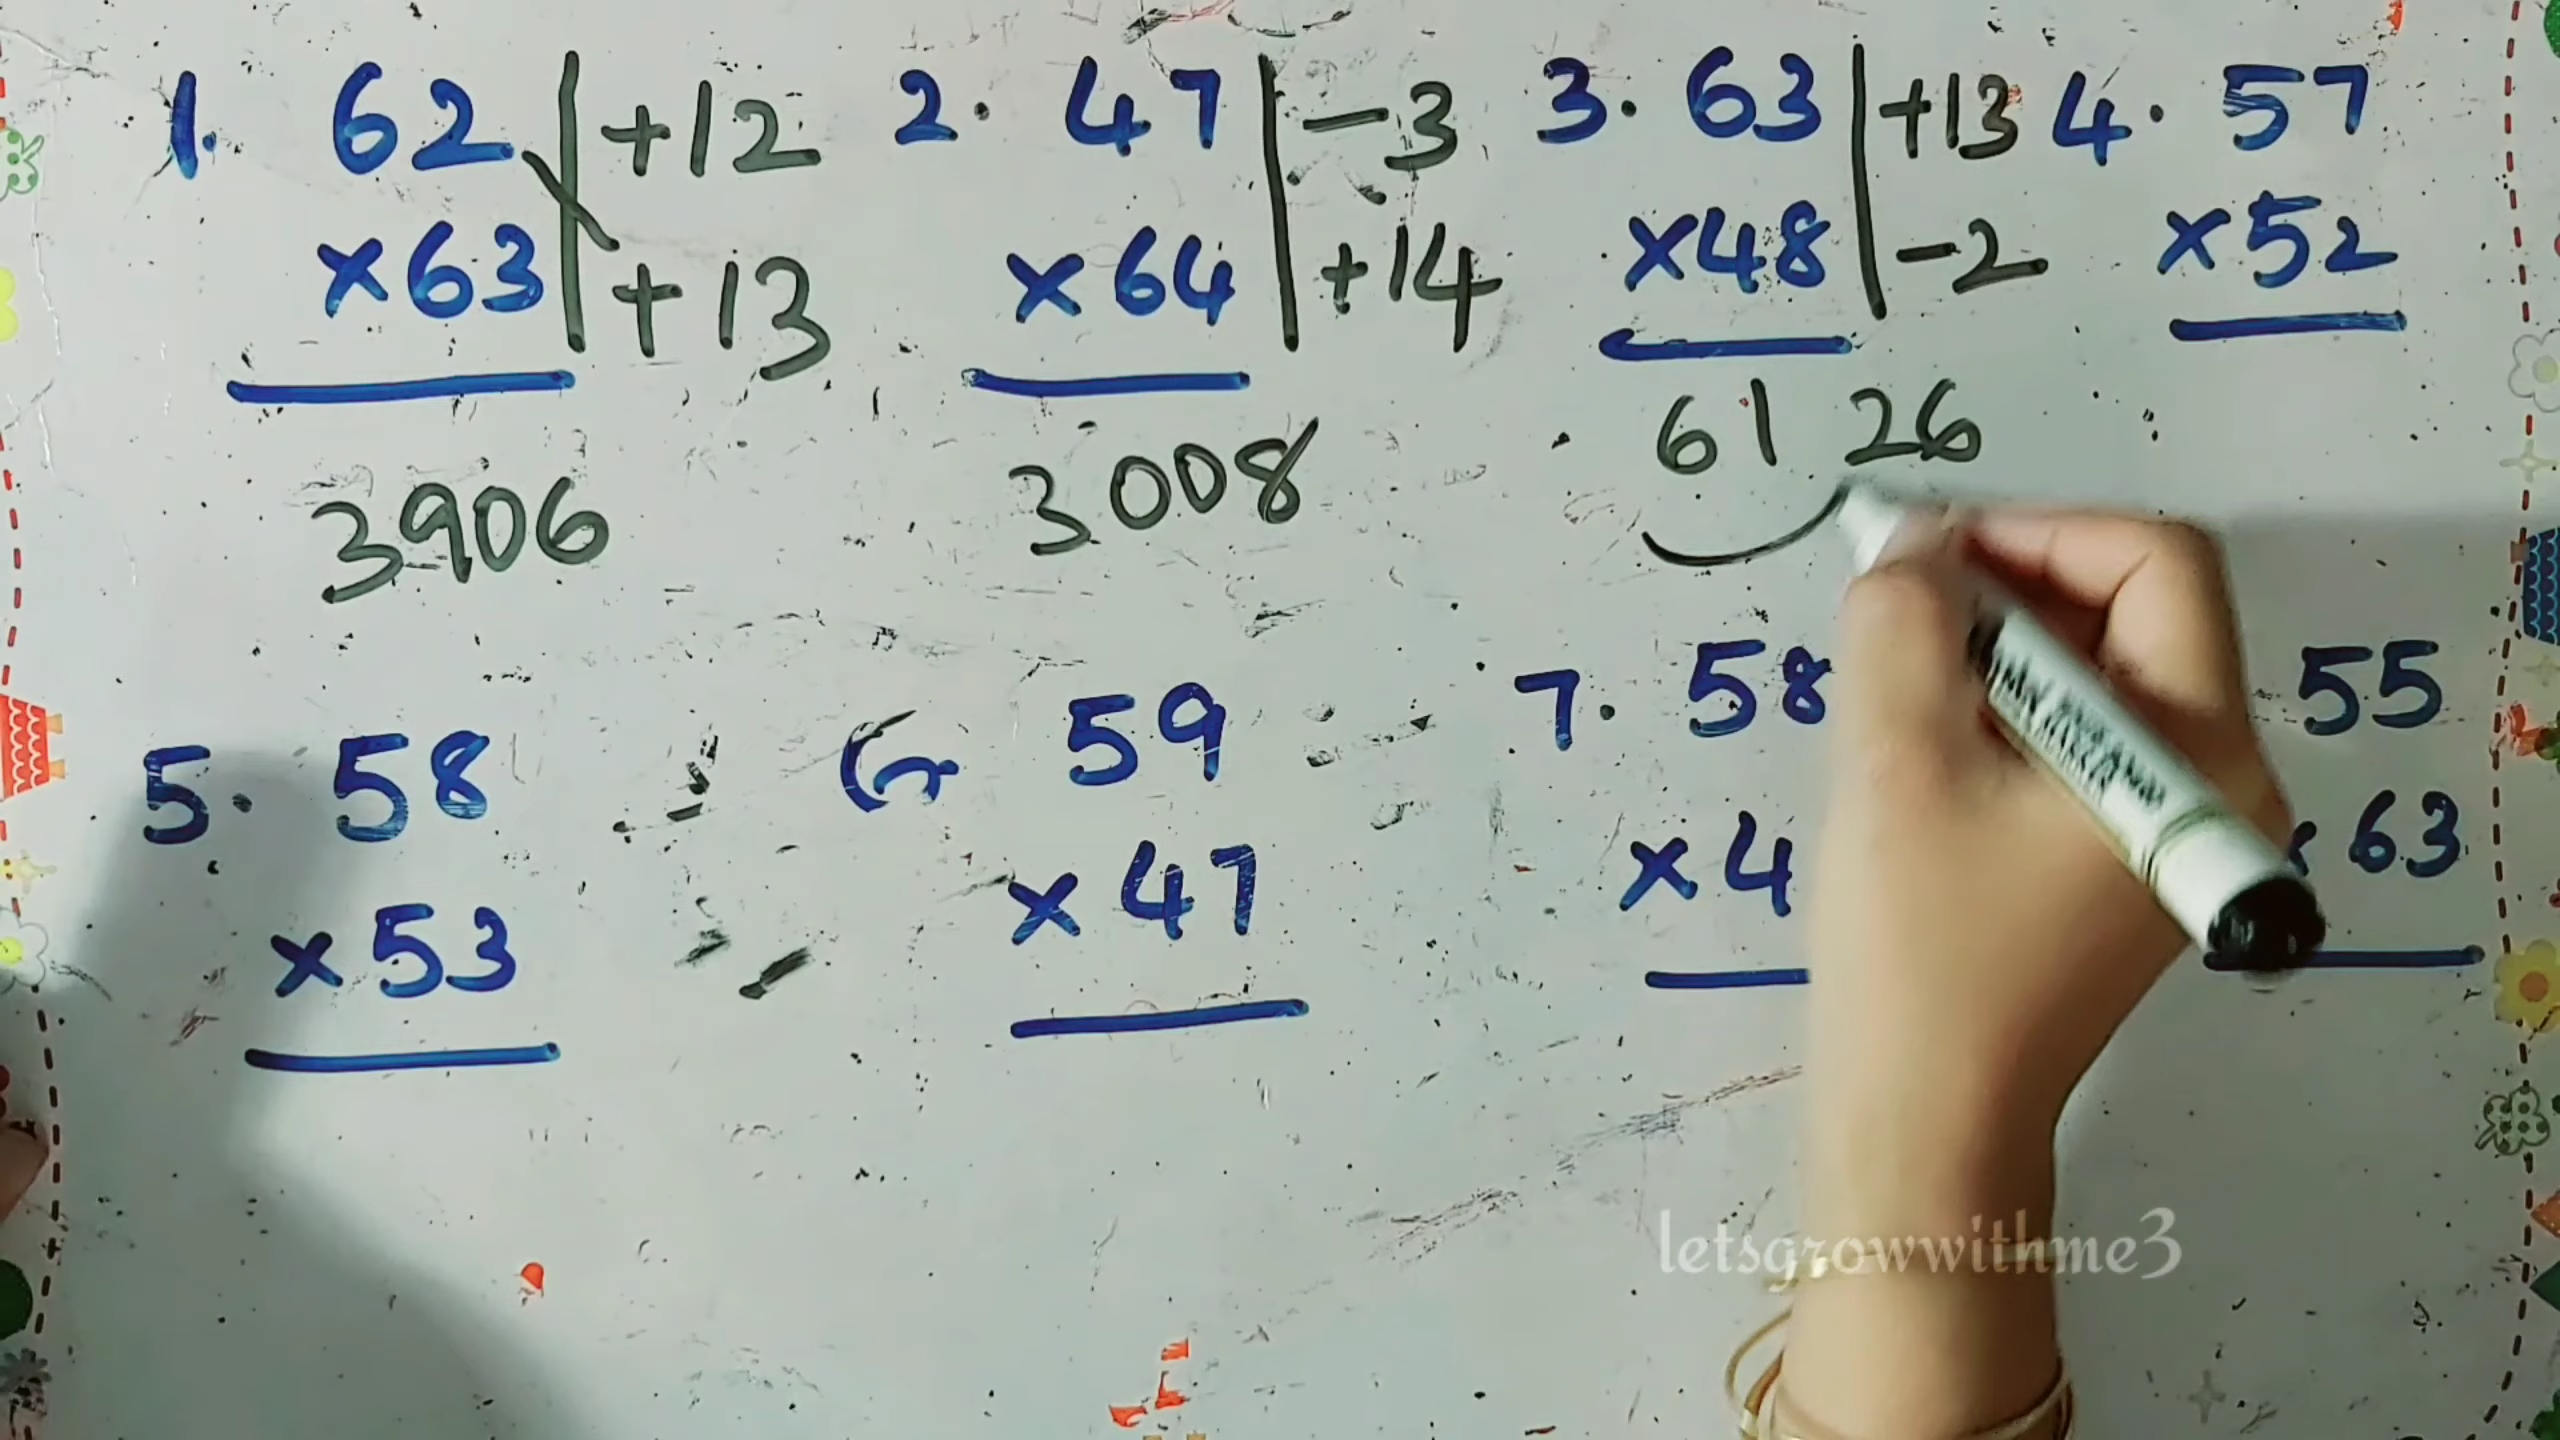 1. 62 +12 2. 47 -3 3. 63 +13 4. 57
×63 +13 ×64 +14 ×48 -2 ×52
3906 3008 61 26
5. 58 6. 59 7. 58 55
×53 ×47 ×4 ×63
letsgrowwithme3